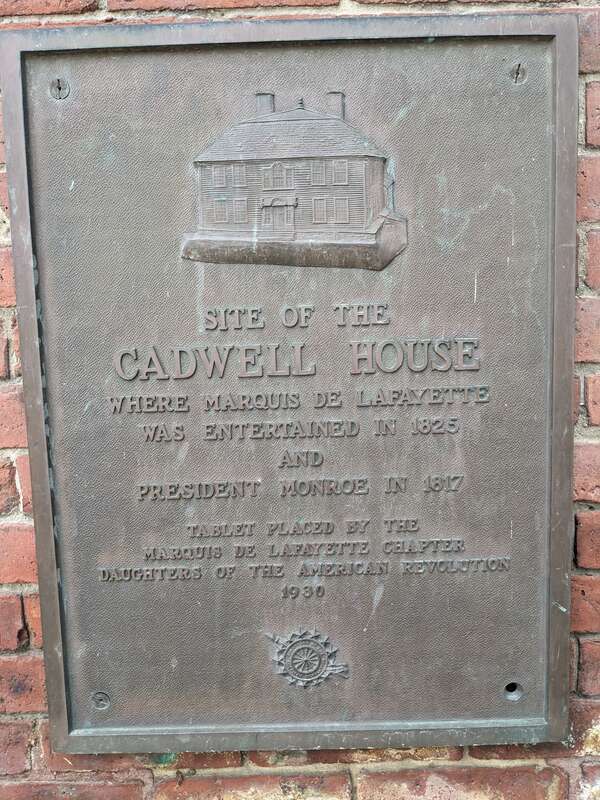 SITE OF THE
CADWELL HOUSE
WHERE MARQUIS DE LAFAYETTE
WAS ENTERTAINED IN 1825
AND
PRESIDENT MONROE IN 1817
TABLET PLACED BY THE
MARQUIS DE LAFAYETTE CHAPTER
DAUGHTERS OF THE AMERICAN REVOLUTION
1930